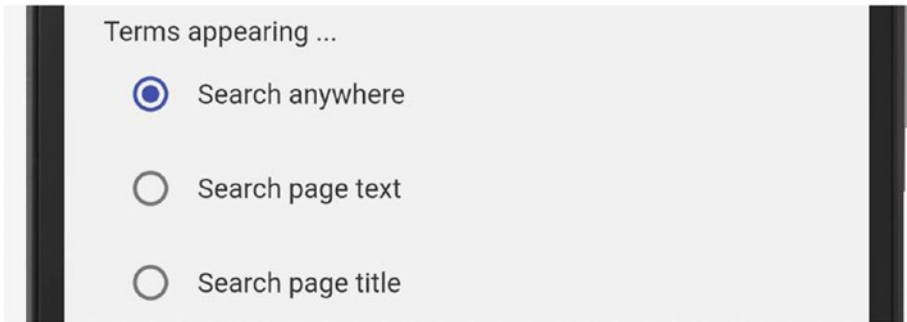 Terms appearing ...
Search anywhere
Search page text
Search page title